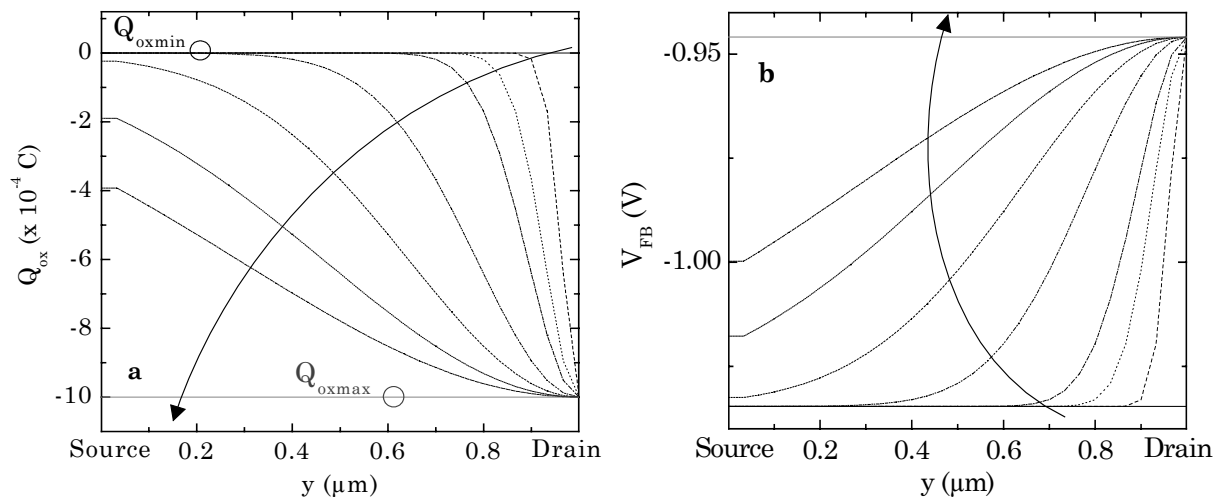 Q_oxmin
0
-2
-4
-6
-8
-10
Q_ox (x 10^-4 C)
a
Q_oxmax
Source 0.2 0.4 0.6 0.8 Drain
y (µm)
-0.95
-1.00
V_FB (V)
b
Source 0.2 0.4 0.6 0.8 Drain
y (µm)